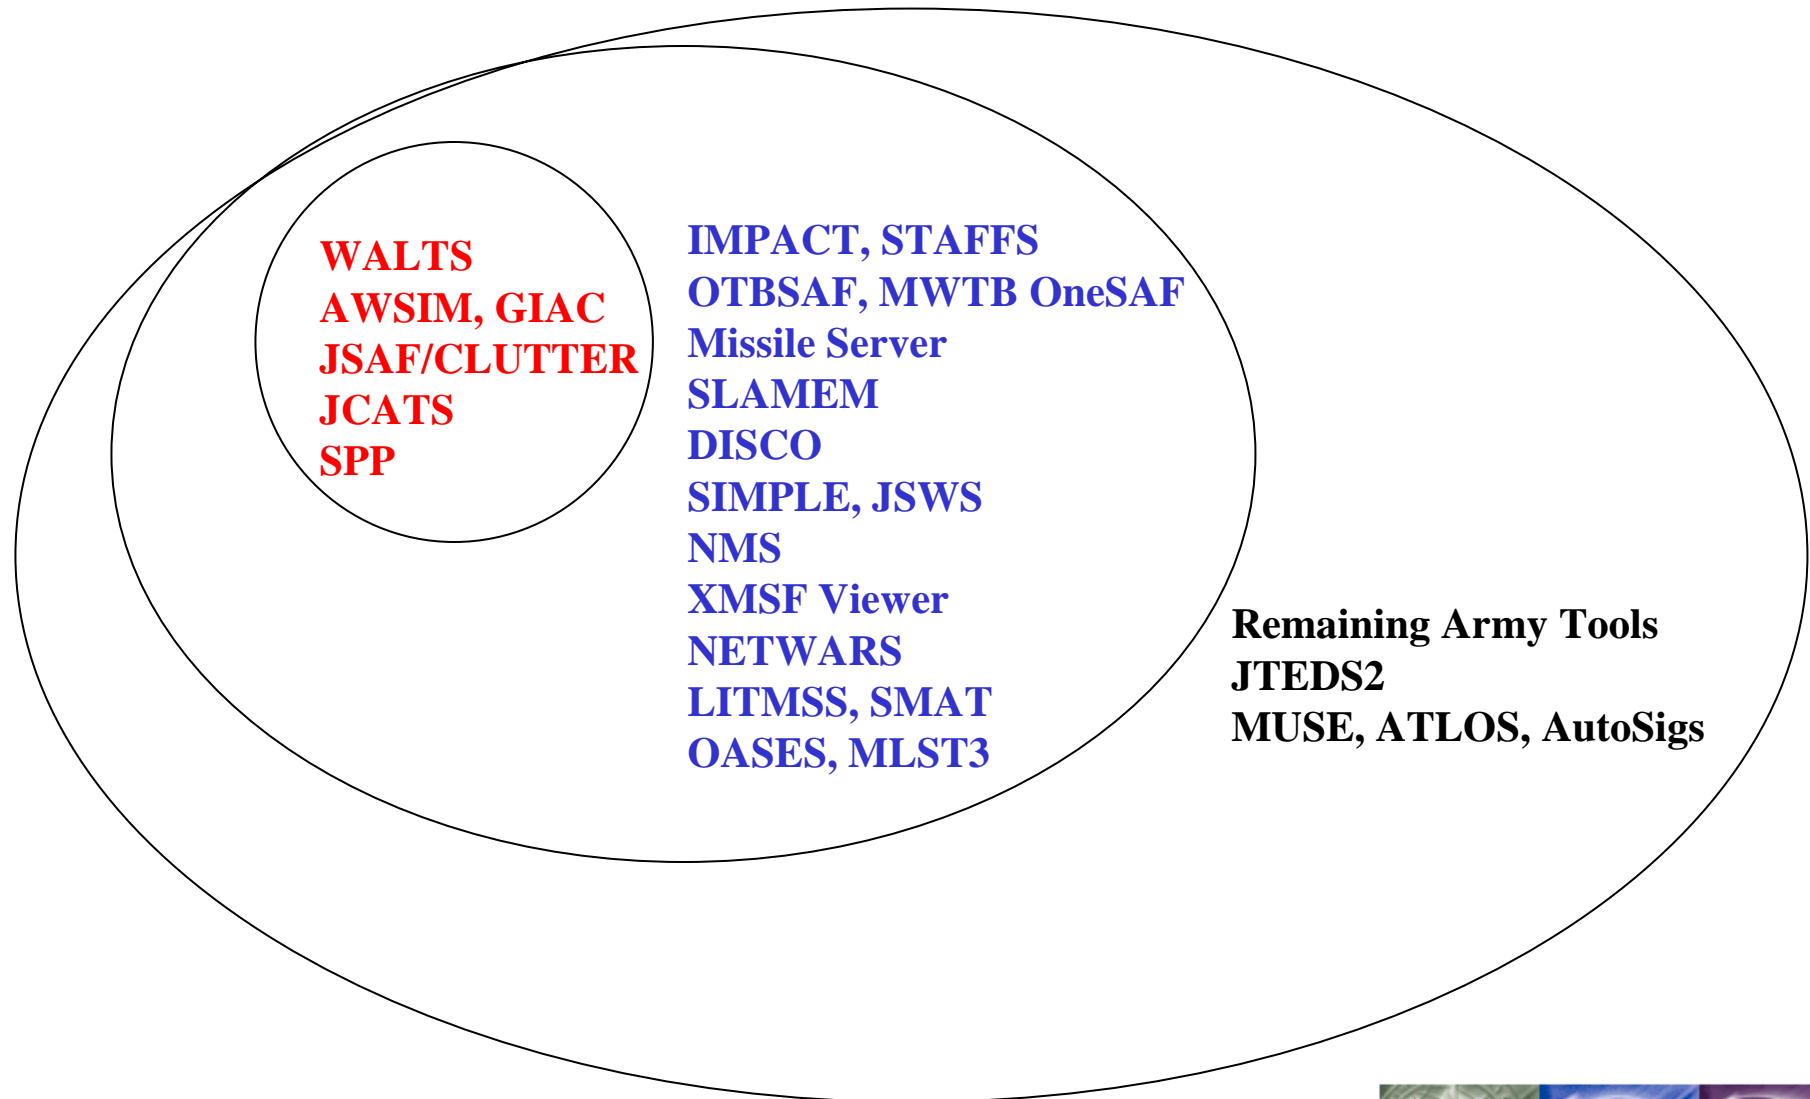 WALTS
AWSIM, GIAC
JSAF/CLUTTER
JCATS
SPP
IMPACT, STAFFS
OTBSAF, MWTB OneSAF
Missile Server
SLAMEM
DISCO
SIMPLE, JSWS
NMS
XMSF Viewer
NETWARS
LITMSS, SMAT
OASES, MLST3
Remaining Army Tools
JTEDS2
MUSE, ATLOS, AutoSigs